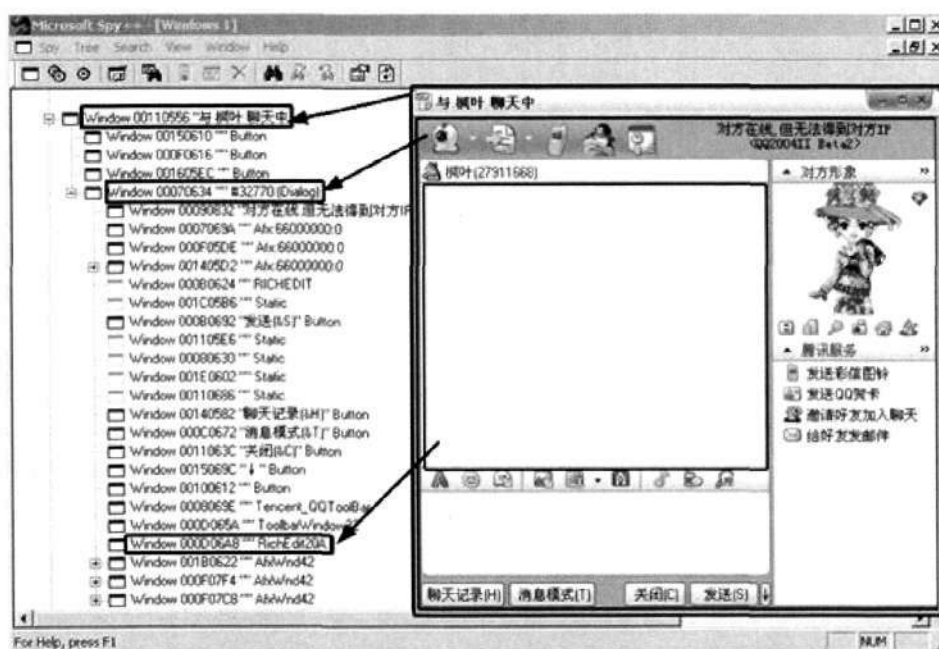 Microsoft Spy++ - [Windows 1]
Spy Tree Search View Window Help
Window 00110556 "与 枫叶 聊天中
Window 00150610 "" Button
Window 000F0616 "" Button
Window 001605EC "" Button
Window 00070634 "" #32770 (Dialog)
Window 00090832 "对方在线,但无法得到对方IP
Window 0007069A "" Afx:66000000:0
Window 000F05DE "" Afx:66000000:0
Window 001405D2 "" Afx:66000000:0
Window 000B0624 "" RICHEDIT
Window 001C05B6 "" Static
Window 000B0692 "发送(&S)" Button
Window 001105E6 "" Static
Window 00080630 "" Static
Window 001E0602 "" Static
Window 00110686 "" Static
Window 00140582 "聊天记录(&H)" Button
Window 000C0672 "消息模式(&T)" Button
Window 0011063C "关闭(&C)" Button
Window 0015069C "↓" Button
Window 00100612 "" Button
Window 0008069E "" Tencent_QQToolBar
Window 000D065A "" ToolbarWindow32
Window 000D06A8 "" RichEdit20A
Window 001B0622 "" AfxWnd42
Window 000F07F4 "" AfxWnd42
Window 000F07C8 "" AfxWnd42
For Help, press F1
NUM
与 枫叶 聊天中
对方在线,但无法得到对方IP
<QQ2004II Beta2>
枫叶(27911668)
对方形象
腾讯服务
发送彩信图铃
发送QQ贺卡
邀请好友加入聊天
给好友发邮件
聊天记录(H) 消息模式(T) 关闭(C) 发送(S)